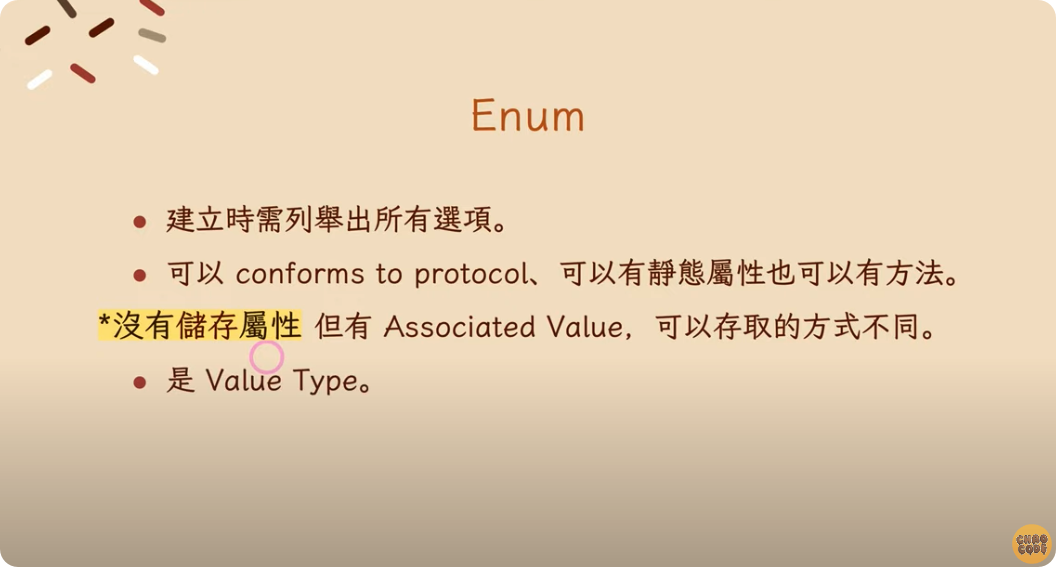 Enum
建立時需列舉出所有選項。
可以 conforms to protocol、可以有靜態屬性也可以有方法。
*沒有儲存屬性 但有 Associated Value，可以存取的方式不同。
是 Value Type。
CHAO
CODE